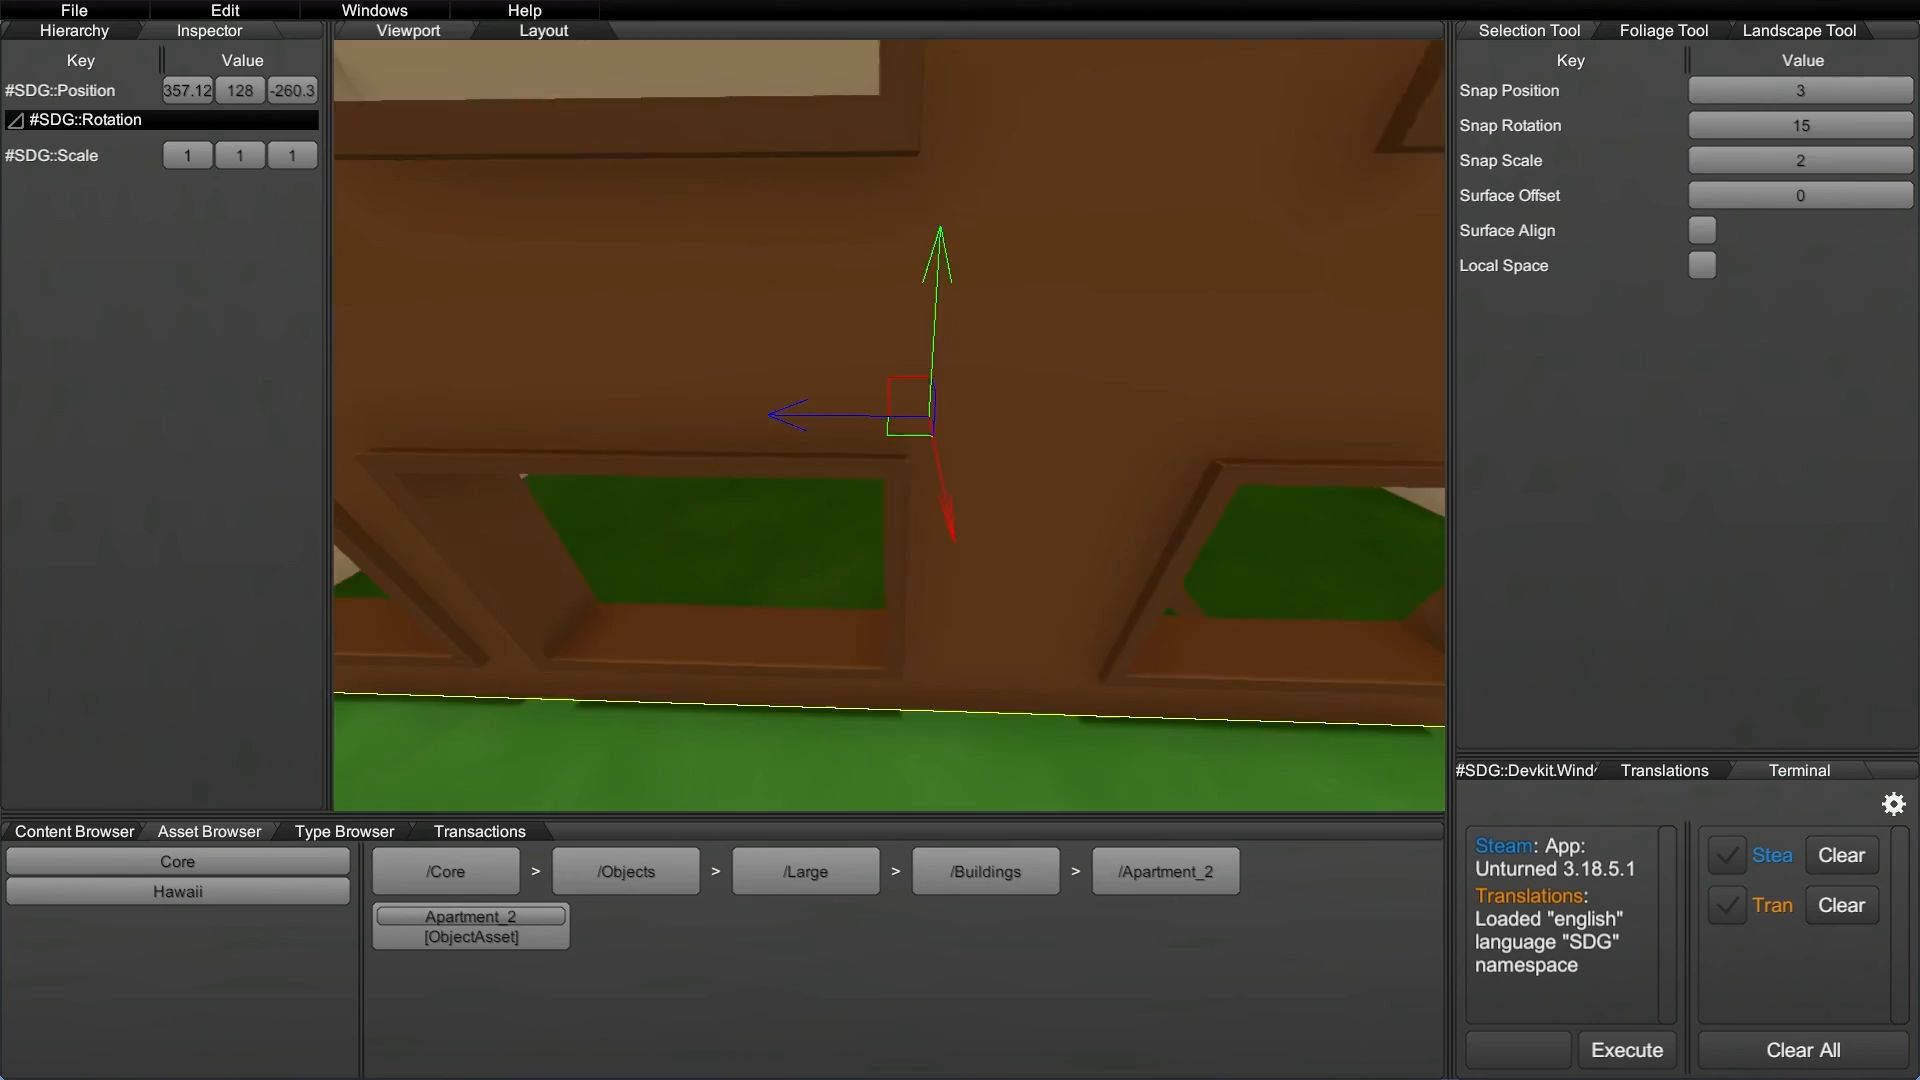 File Edit Windows Help
Hierarchy Inspector
Viewport Layout
Selection Tool Foliage Tool Landscape Tool
Key Value
#SDG::Position 357.12 128 -260.3
#SDG::Rotation
#SDG::Scale 1 1 1
Key Value
Snap Position 3
Snap Rotation 15
Snap Scale 2
Surface Offset 0
Surface Align
Local Space
#SDG::Devkit.Wind Translations Terminal
Steam: App:
Unturned 3.18.5.1
Translations:
Loaded "english"
language "SDG"
namespace
Stea Clear
Tran Clear
Execute
Clear All
Content Browser Asset Browser Type Browser Transactions
Core
Hawaii
/Core > /Objects > /Large > /Buildings > /Apartment_2
Apartment_2
[ObjectAsset]